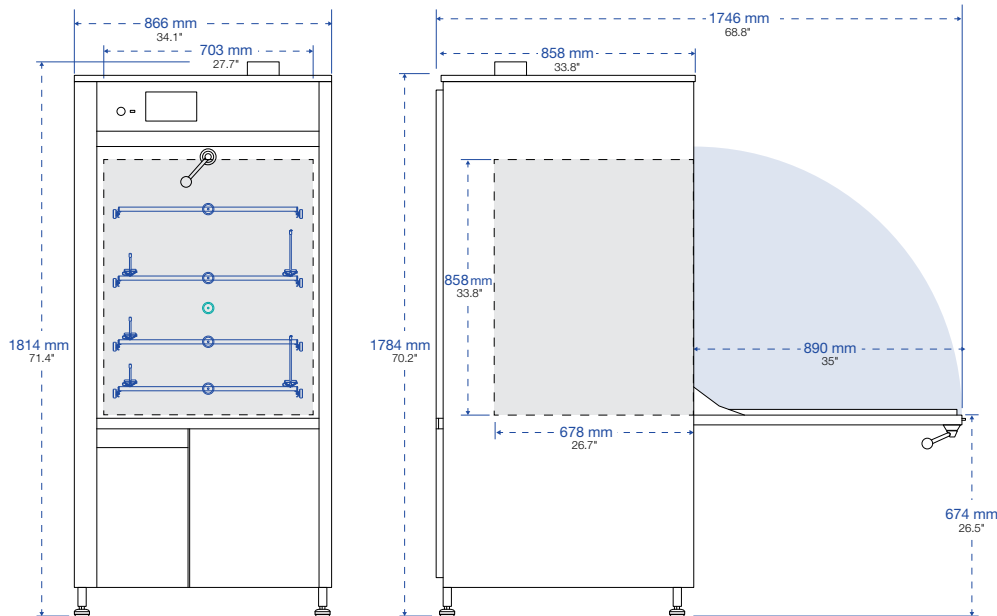 866 mm
34.1"
703 mm
27.7"
1814 mm
71.4"
1746 mm
68.8"
858 mm
33.8"
858 mm
33.8"
1784 mm
70.2"
890 mm
35"
678 mm
26.7"
674 mm
26.5"